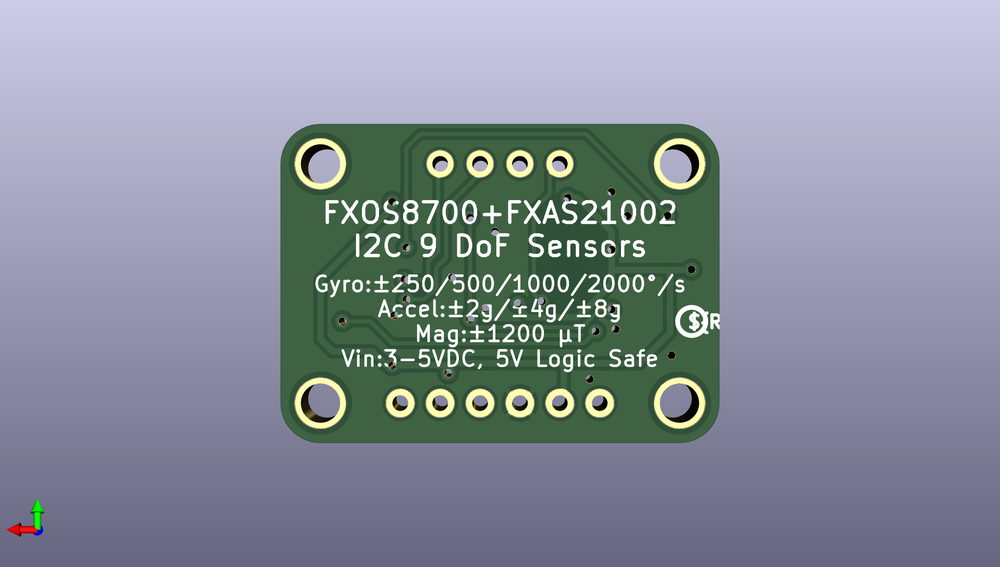 FXOS8700+FXAS21002
I2C 9 DoF Sensors
Gyro:±250/500/1000/2000°/s
Accel:±2g/±4g/±8g
Mag:±1200 µT
Vin:3-5VDC, 5V Logic Safe